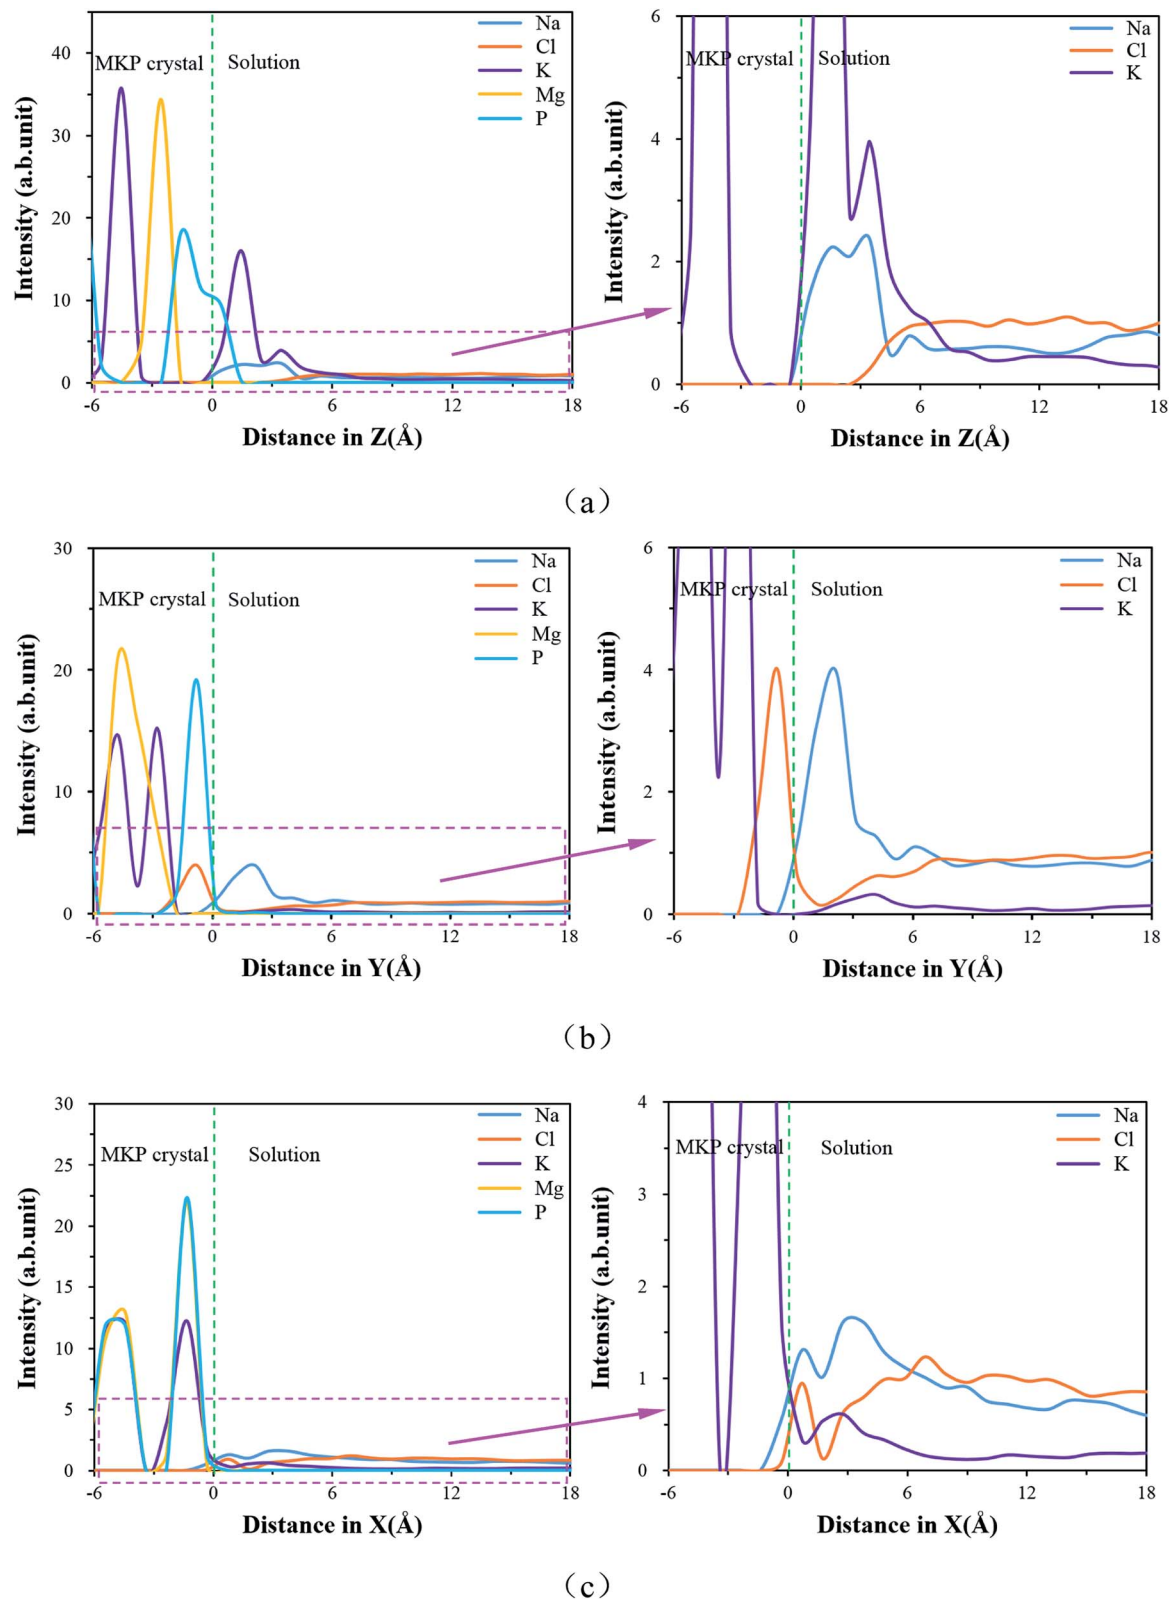 Intensity (a.b.unit)
40
30
20
10
0
-6
0
6
12
18
MKP crystal
Solution
Na
Cl
K
Mg
P
Distance in Z(Å)
Intensity (a.b.unit)
6
4
2
0
-6
0
6
12
18
MKP crystal
Solution
Na
Cl
K
Distance in Z(Å)
(a)
Intensity (a.b.unit)
30
20
10
0
-6
0
6
12
18
MKP crystal
Solution
Na
Cl
K
Mg
P
Distance in Y(Å)
Intensity (a.b.unit)
6
4
2
0
-6
0
6
12
18
MKP crystal
Solution
Na
Cl
K
Distance in Y(Å)
(b)
Intensity (a.b.unit)
30
25
20
15
10
5
0
-6
0
6
12
18
MKP crystal
Solution
Na
Cl
K
Mg
P
Distance in X(Å)
Intensity (a.b.unit)
4
3
2
1
0
-6
0
6
12
18
MKP crystal
Solution
Na
Cl
K
Distance in X(Å)
(c)